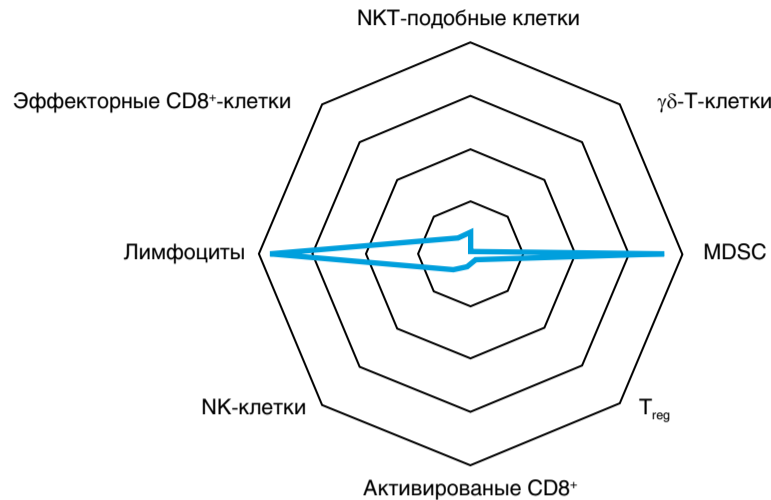 NKT-подобные клетки
Эффекторные CD8⁺-клетки
γδ-Т-клетки
Лимфоциты
MDSC
NK-клетки
T_reg
Активированые CD8⁺